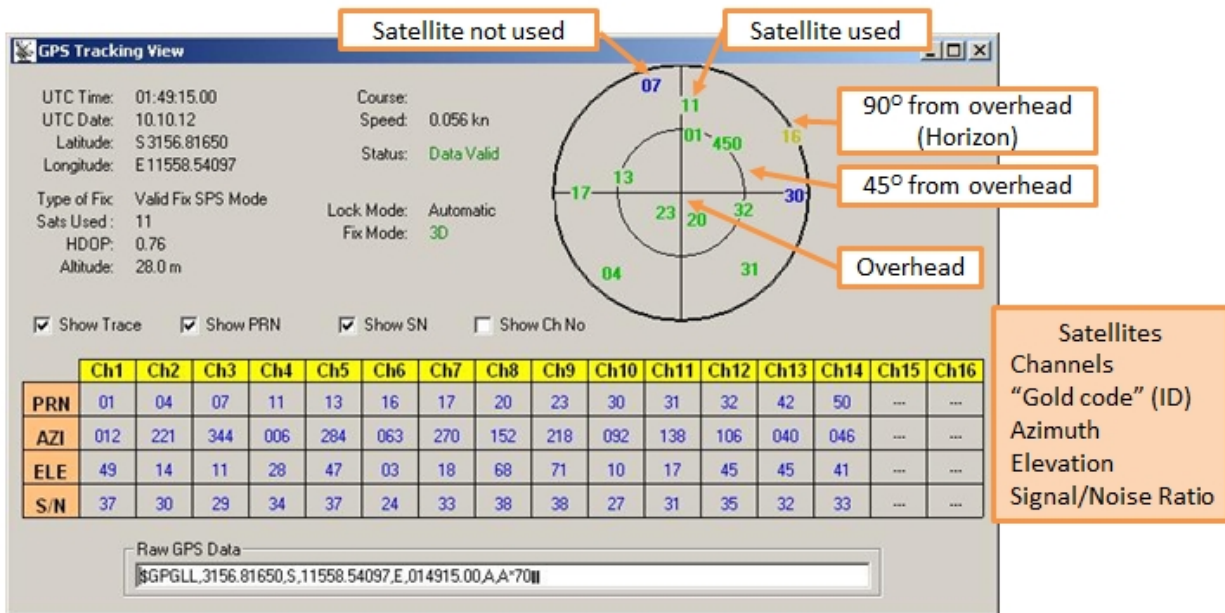 Satellite not used
Satellite used
GPS Tracking View
UTC Time: 01:49:15.00
UTC Date: 10.10.12
Latitude: S 3156.81650
Longitude: E 11558.54097
Type of Fix: Valid Fix SPS Mode
Sats Used : 11
HDOP: 0.76
Altitude: 28.0 m
Course:
Speed: 0.056 kn
Status: Data Valid
Lock Mode: Automatic
Fix Mode: 3D
07
11
01 450
16
13
17
30
23 20 32
04
31
90O from overhead
(Horizon)
45O from overhead
Overhead
Show Trace Show PRN Show SN Show Ch No
Ch1 Ch2 Ch3 Ch4 Ch5 Ch6 Ch7 Ch8 Ch9 Ch10 Ch11 Ch12 Ch13 Ch14 Ch15 Ch16
PRN 01 04 07 11 13 16 17 20 23 30 31 32 42 50 --- ---
AZI 012 221 344 006 284 063 270 152 218 092 138 106 040 046 --- ---
ELE 49 14 11 28 47 03 18 68 71 10 17 45 45 41 --- ---
S/N 37 30 29 34 37 24 33 38 38 27 31 35 32 33 --- ---
Satellites
Channels
“Gold code” (ID)
Azimuth
Elevation
Signal/Noise Ratio
Raw GPS Data
$GPGLL,3156.81650,S,11558.54097,E,014915.00,A,A*70